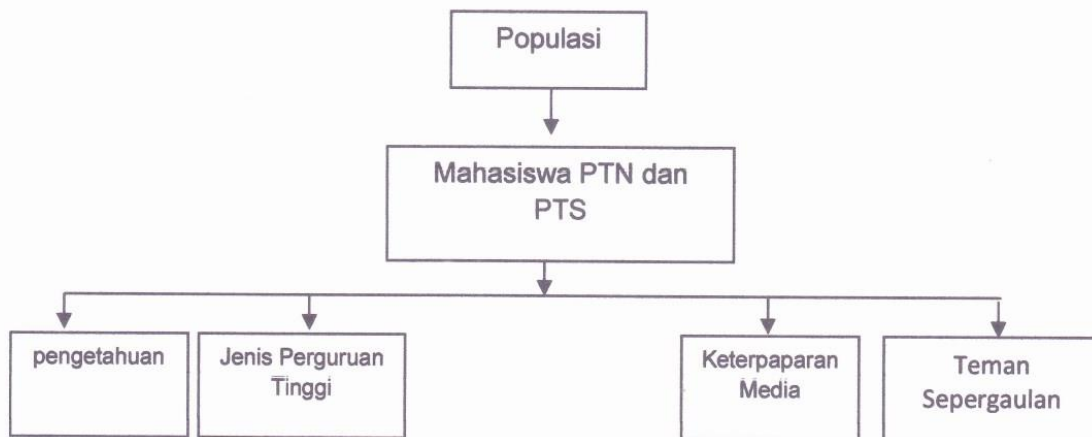 Populasi
Mahasiswa PTN dan
PTS
pengetahuan
Jenis Perguruan
Tinggi
Keterpaparan
Media
Teman
Sepergaulan